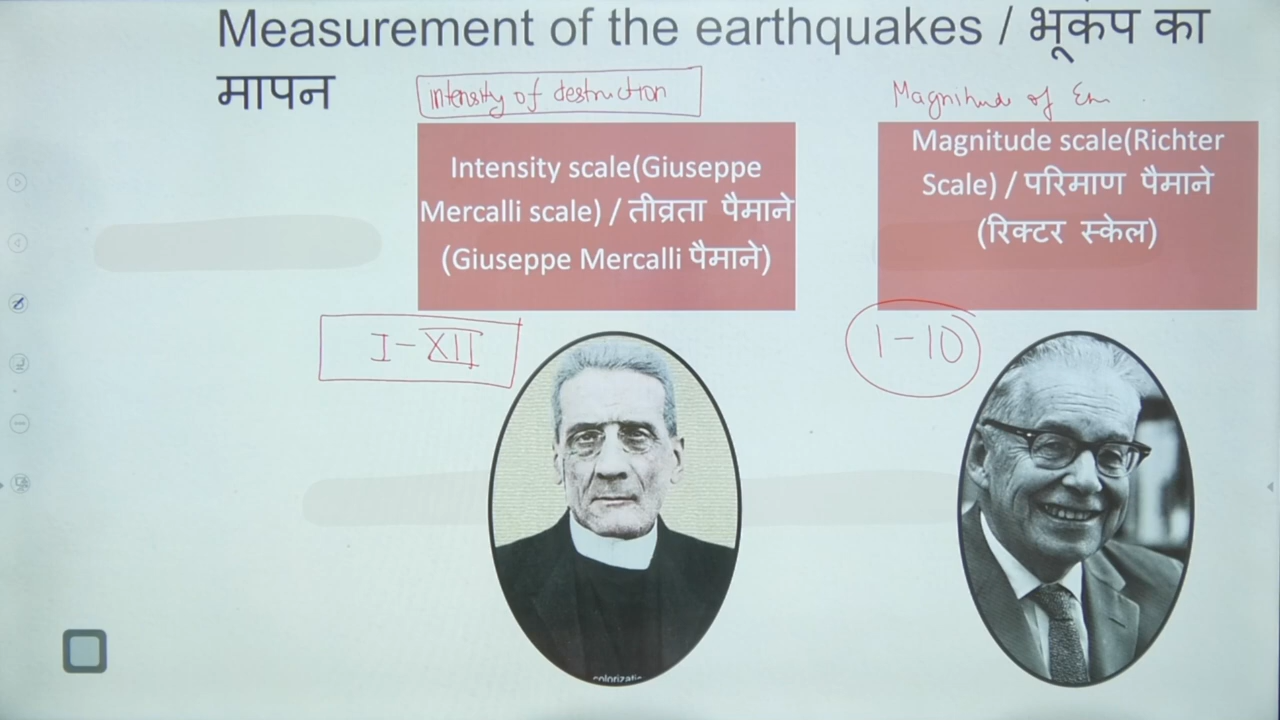 Measurement of the earthquakes / भूकंप का
मापन
intensity of destruction
Magnitude of En
Intensity scale(Giuseppe
Mercalli scale) / तीव्रता पैमाने
(Giuseppe Mercalli पैमाने)
Magnitude scale(Richter
Scale) / परिमाण पैमाने
(रिक्टर स्केल)
I-XII
1-10